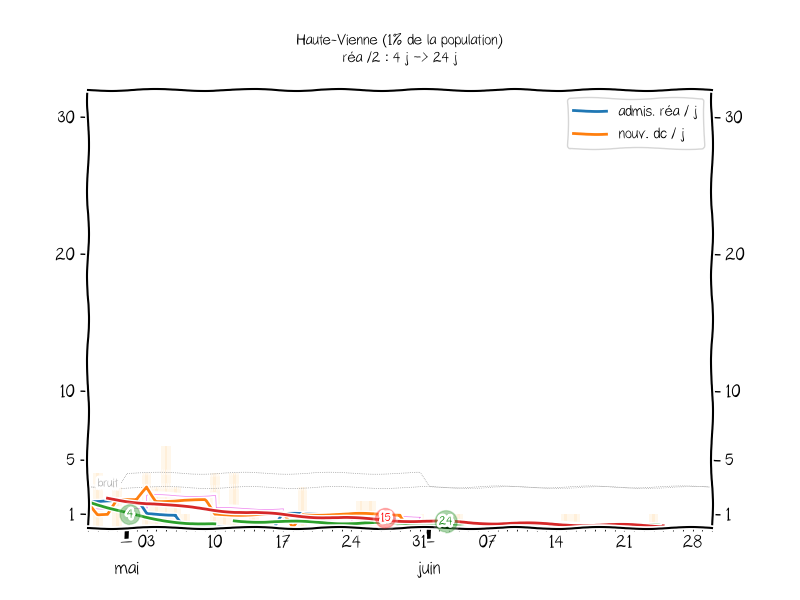 Haute-Vienne (1% de la population)
réa /2 : 4 j -> 24 j
admis. réa / j
nouv. dc / j
30
30
20
20
10
10
5
5
bruit
4
15
24
1
1
03 10 17 24 31 07 14 21 28
mai juin